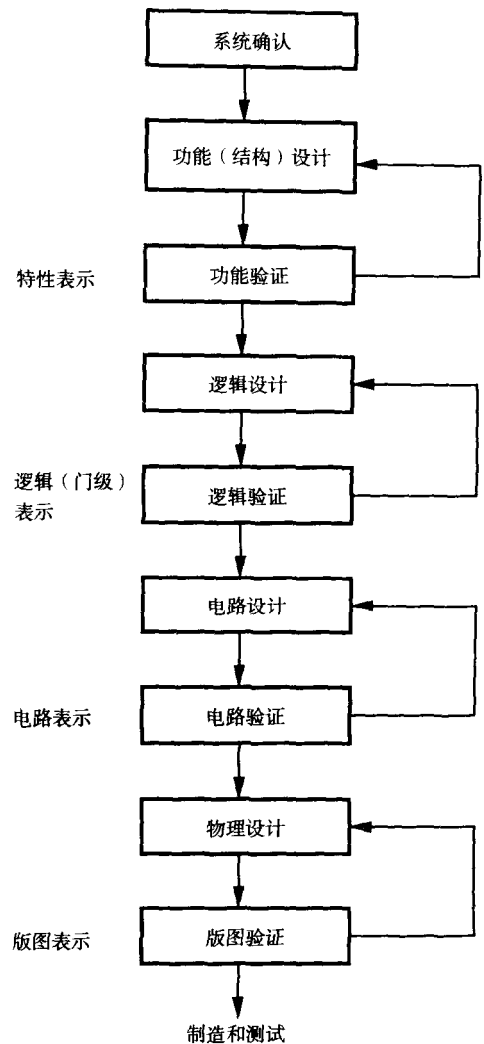 系统确认
功能（结构）设计
特性表示
功能验证
逻辑设计
逻辑（门级）
表示
逻辑验证
电路设计
电路表示
电路验证
物理设计
版图表示
版图验证
制造和测试